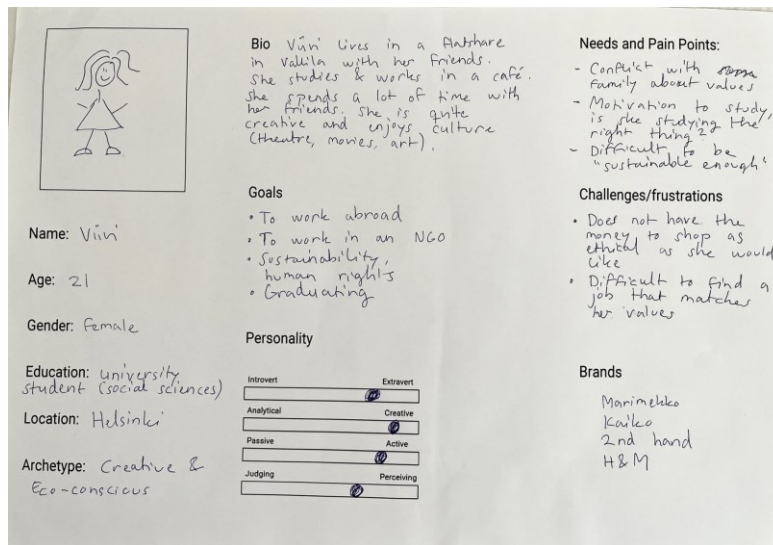 Name: Viivi
Age: 21
Gender: Female
Education: university
student (social sciences)
Location: Helsinki
Archetype: Creative &
Eco-conscious
Bio Viivi lives in a flatshare
in Vallila with her friends.
She studies & works in a café.
She spends a lot of time with
her friends. She is quite
creative and enjoys culture
(theatre, movies, art).
Goals
• To work abroad
• To work in an NGO
• Sustainability,
human rights
• Graduating
Personality
Introvert Extravert
Analytical Creative
Passive Active
Judging Perceiving
Needs and Pain Points:
- Conflict with family about values
- Motivation to study,
is she studying the
right thing?
- Difficult to be
"sustainable enough"
Challenges/frustrations
• Does not have the
money to shop as
ethical as she would
like
• Difficult to find a
job that matches
her values
Brands
Marimekko
Kaiko
2nd hand
H&M